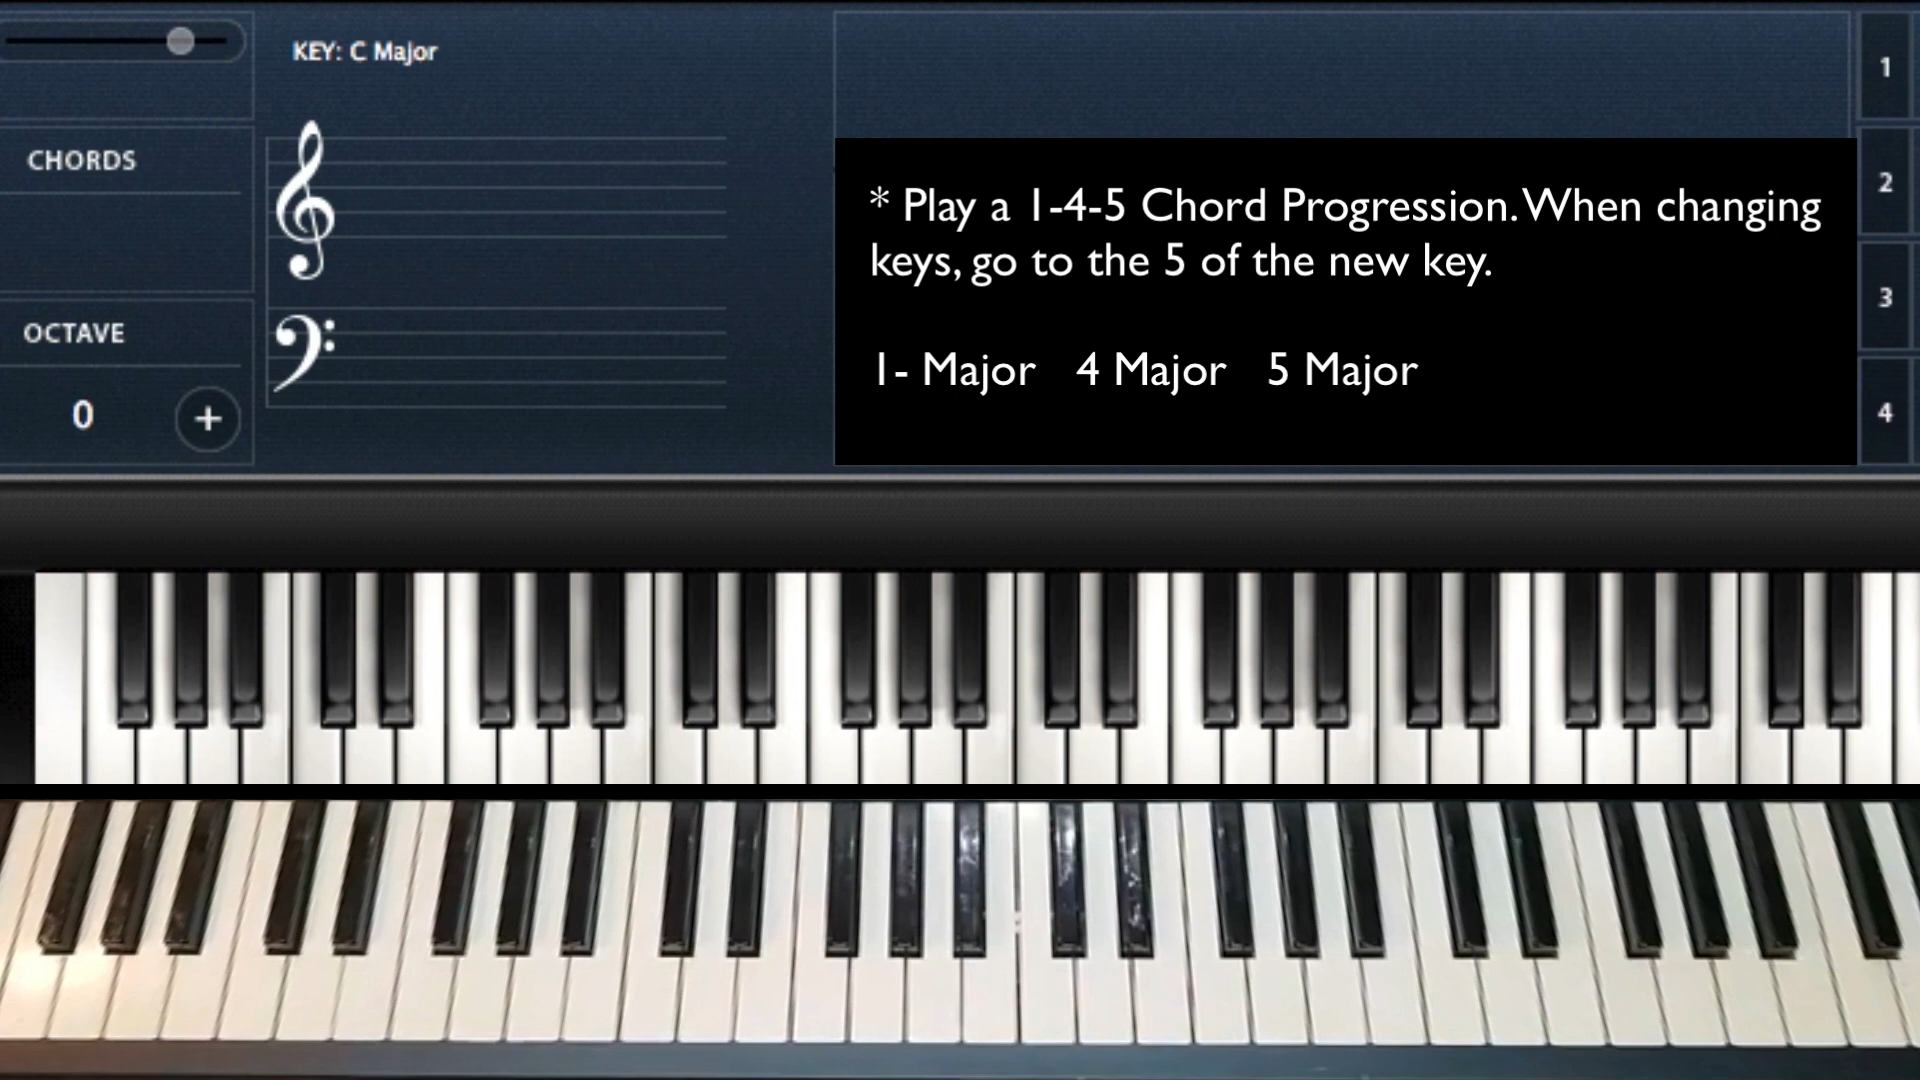 KEY: C Major
CHORDS
OCTAVE
0
+
* Play a 1-4-5 Chord Progression. When changing
keys, go to the 5 of the new key.
1- Major 4 Major 5 Major
1
2
3
4